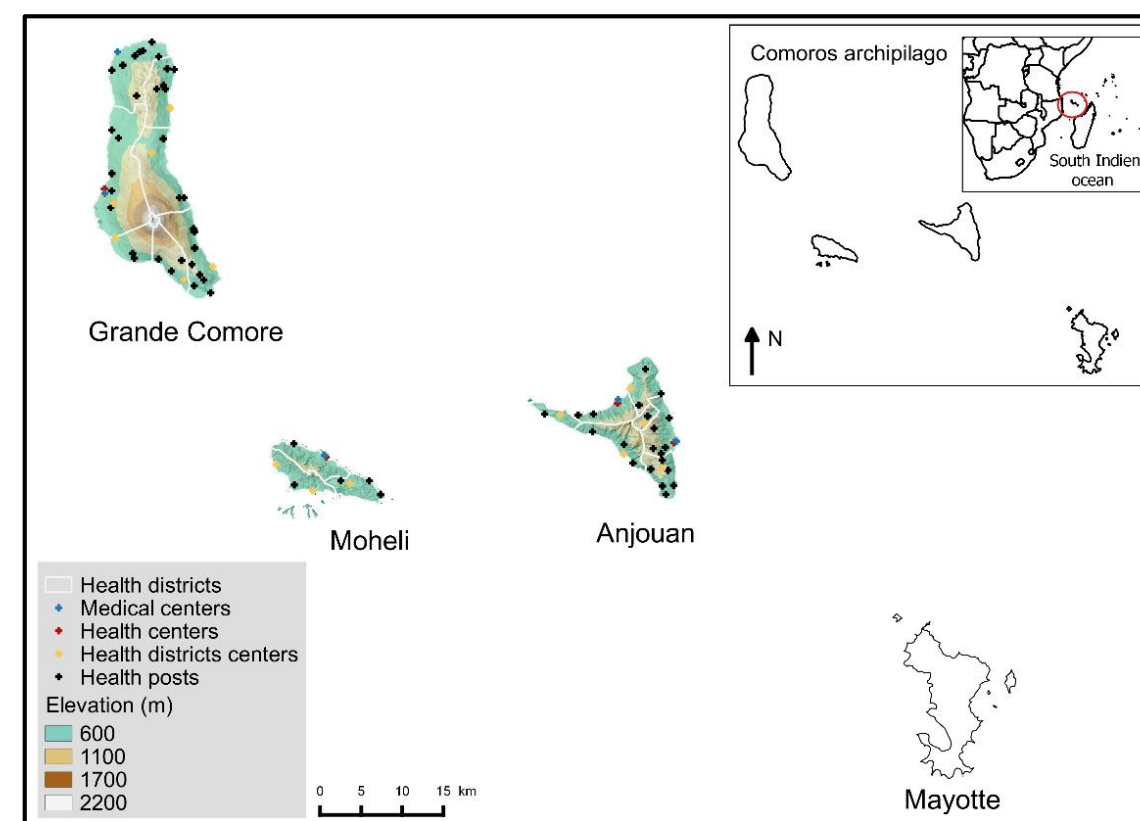 Comoros archipilago
South Indien
ocean
N
Grande Comore
Moheli
Anjouan
Mayotte
Health districts
Medical centers
Health centers
Health districts centers
Health posts
Elevation (m)
600
1100
1700
2200
0 5 10 15 km